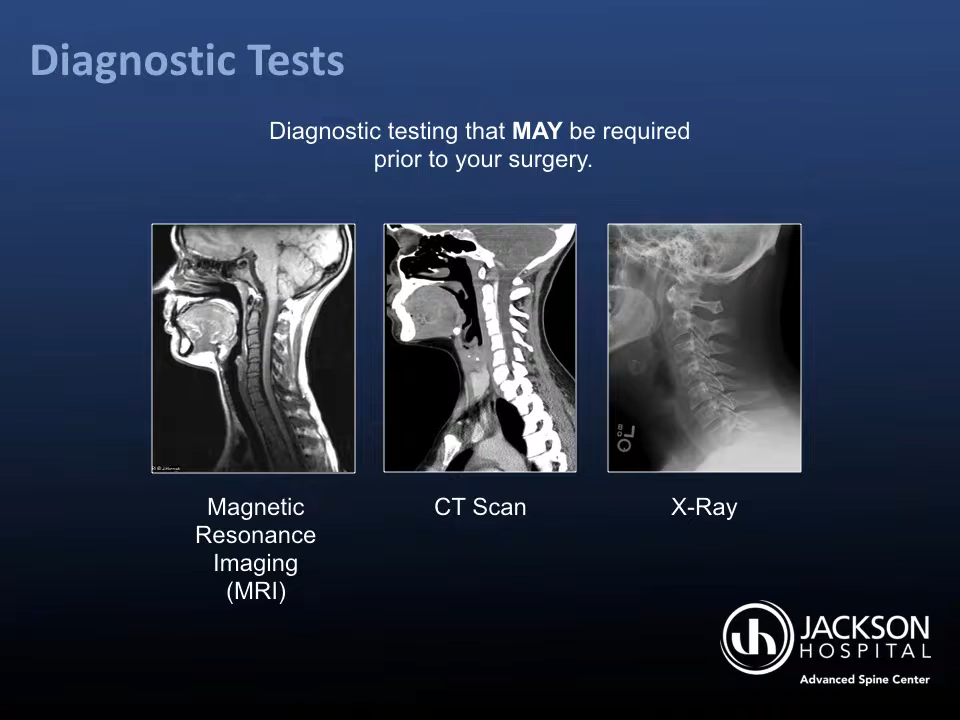 Diagnostic Tests
Diagnostic testing that MAY be required
prior to your surgery.
Magnetic
Resonance
Imaging
(MRI)
CT Scan
X-Ray
JACKSON
HOSPITAL
Advanced Spine Center